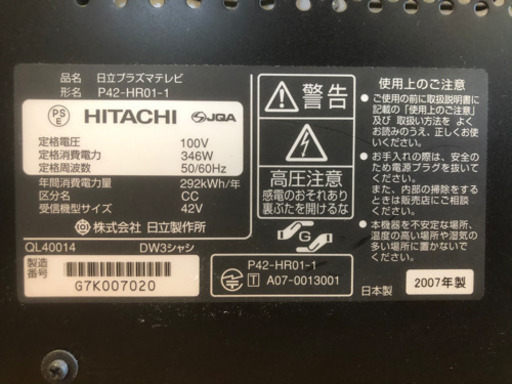 品名 日立プラズマテレビ
形名 P42-HR01-1
PS
E
HITACHI JQA
定格電圧 100V
定格消費電力 346W
定格周波数 50/60Hz
年間消費電力量 292kWh/年
区分名 CC
受信機型サイズ 42V
株式会社 日立製作所
QL40014 DW3シャシ
製造
番号
G7K007020
警告
高圧注意
感電のおそれあり
裏ぶたを開けるな
G
P42-HR01-1
T A07-0013001
使用上のご注意
●ご使用の前に取扱説明書に
記載の「使用上のご注意」
及び 取扱い方法を よく
お読みのうえ、正しくお使い
ください。
●お手入れの際は、安全の
ため電源プラグを抜いてく
ださい。
また、内部の掃除をする
ときは販売店にご相談く
ださい。
●本機器を不安定な場所、
温度の高い場所や湿気の
多い場所に置かないでく
ださい。
日本製 2007年製